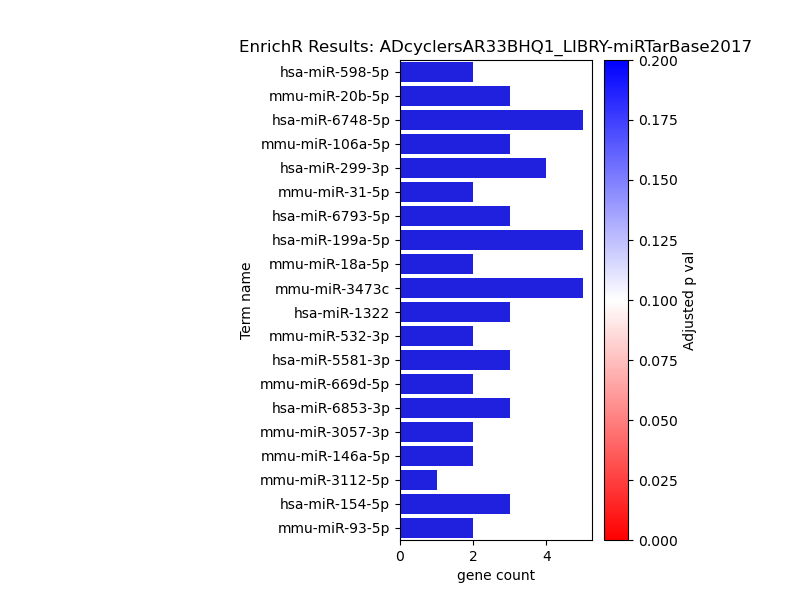 EnrichR Results: ADcyclersAR33BHQ1_LIBRY-miRTarBase2017
hsa-miR-598-5p
mmu-miR-20b-5p
hsa-miR-6748-5p
mmu-miR-106a-5p
hsa-miR-299-3p
mmu-miR-31-5p
hsa-miR-6793-5p
hsa-miR-199a-5p
mmu-miR-18a-5p
mmu-miR-3473c
hsa-miR-1322
mmu-miR-532-3p
hsa-miR-5581-3p
mmu-miR-669d-5p
hsa-miR-6853-3p
mmu-miR-3057-3p
mmu-miR-146a-5p
mmu-miR-3112-5p
hsa-miR-154-5p
mmu-miR-93-5p
Term name
0 2 4
gene count
0.200
0.175
0.150
0.125
0.100
0.075
0.050
0.025
0.000
Adjusted p val